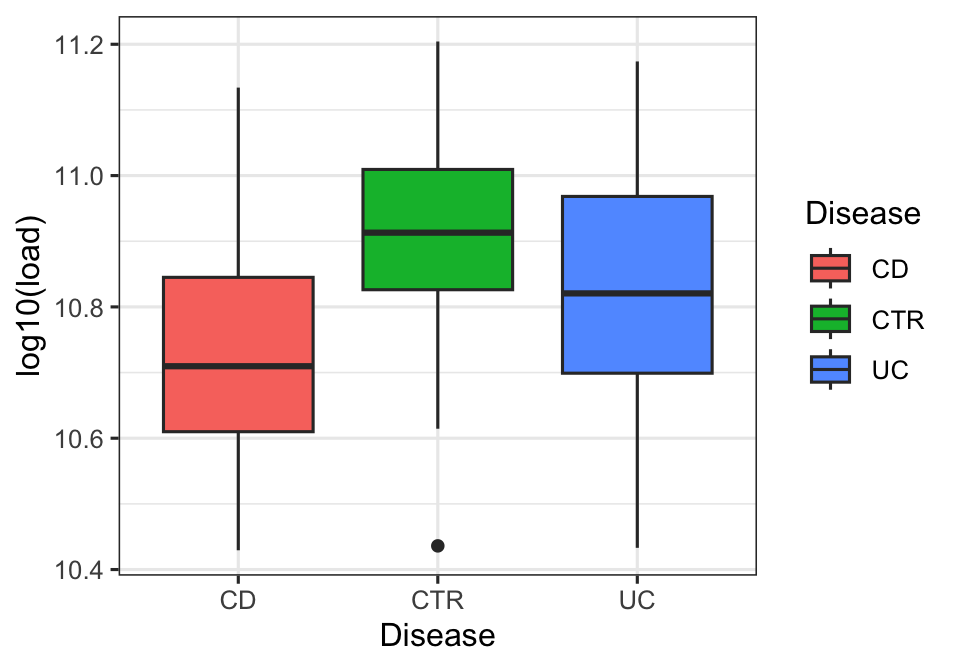 log10(load)
11.2
11.0
10.8
10.6
10.4
CD
CTR
UC
Disease
Disease
CD
CTR
UC